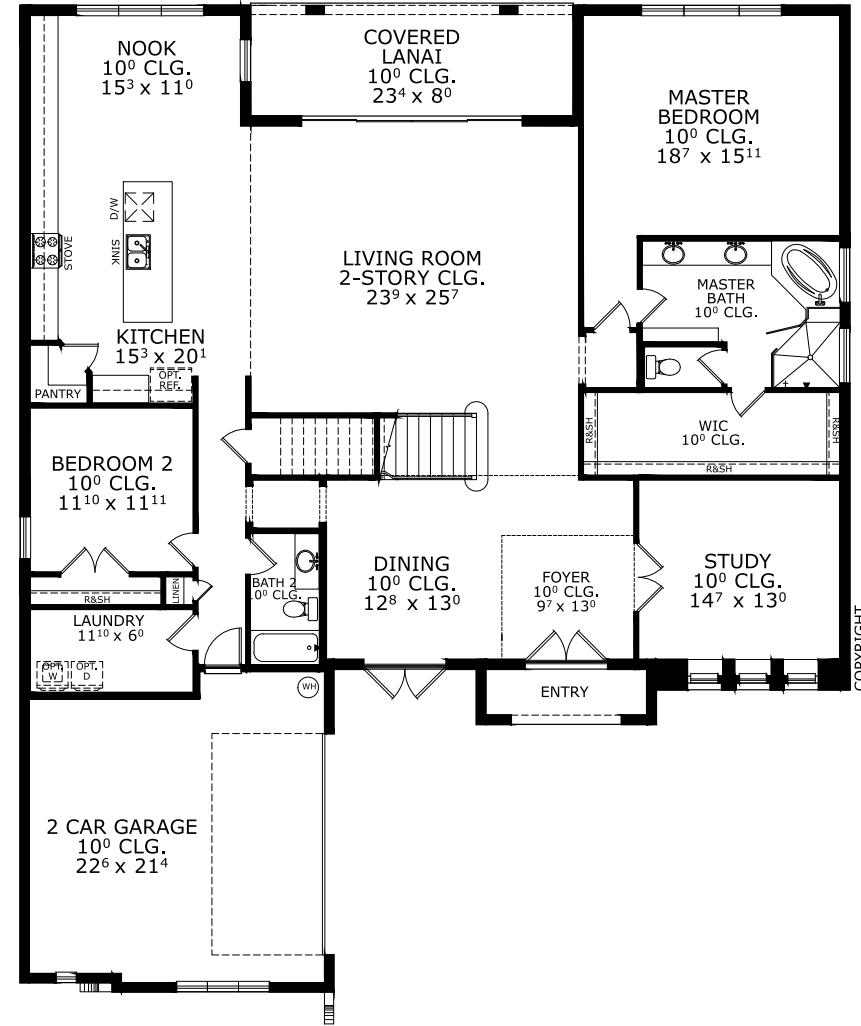 NOOK
10⁰ CLG.
15³ x 11⁰
COVERED
LANAI
10⁰ CLG.
23⁴ x 8⁰
MASTER
BEDROOM
10⁰ CLG.
18⁷ x 15¹¹
D/W
SINK
STOVE
LIVING ROOM
2-STORY CLG.
23⁹ x 25⁷
MASTER
BATH
10⁰ CLG.
KITCHEN
15³ x 20¹
OPT.
REF.
PANTRY
WIC
10⁰ CLG.
R&SH
R&SH
R&SH
BEDROOM 2
10⁰ CLG.
11¹⁰ x 11¹¹
R&SH
LINEN
BATH 2
10⁰ CLG.
DINING
10⁰ CLG.
12⁸ x 13⁰
FOYER
10⁰ CLG.
9⁷ x 13⁰
STUDY
10⁰ CLG.
14⁷ x 13⁰
LAUNDRY
11¹⁰ x 6⁰
OPT.
W
OPT.
D
WH
ENTRY
COPYRIGHT
2 CAR GARAGE
10⁰ CLG.
22⁶ x 21⁴